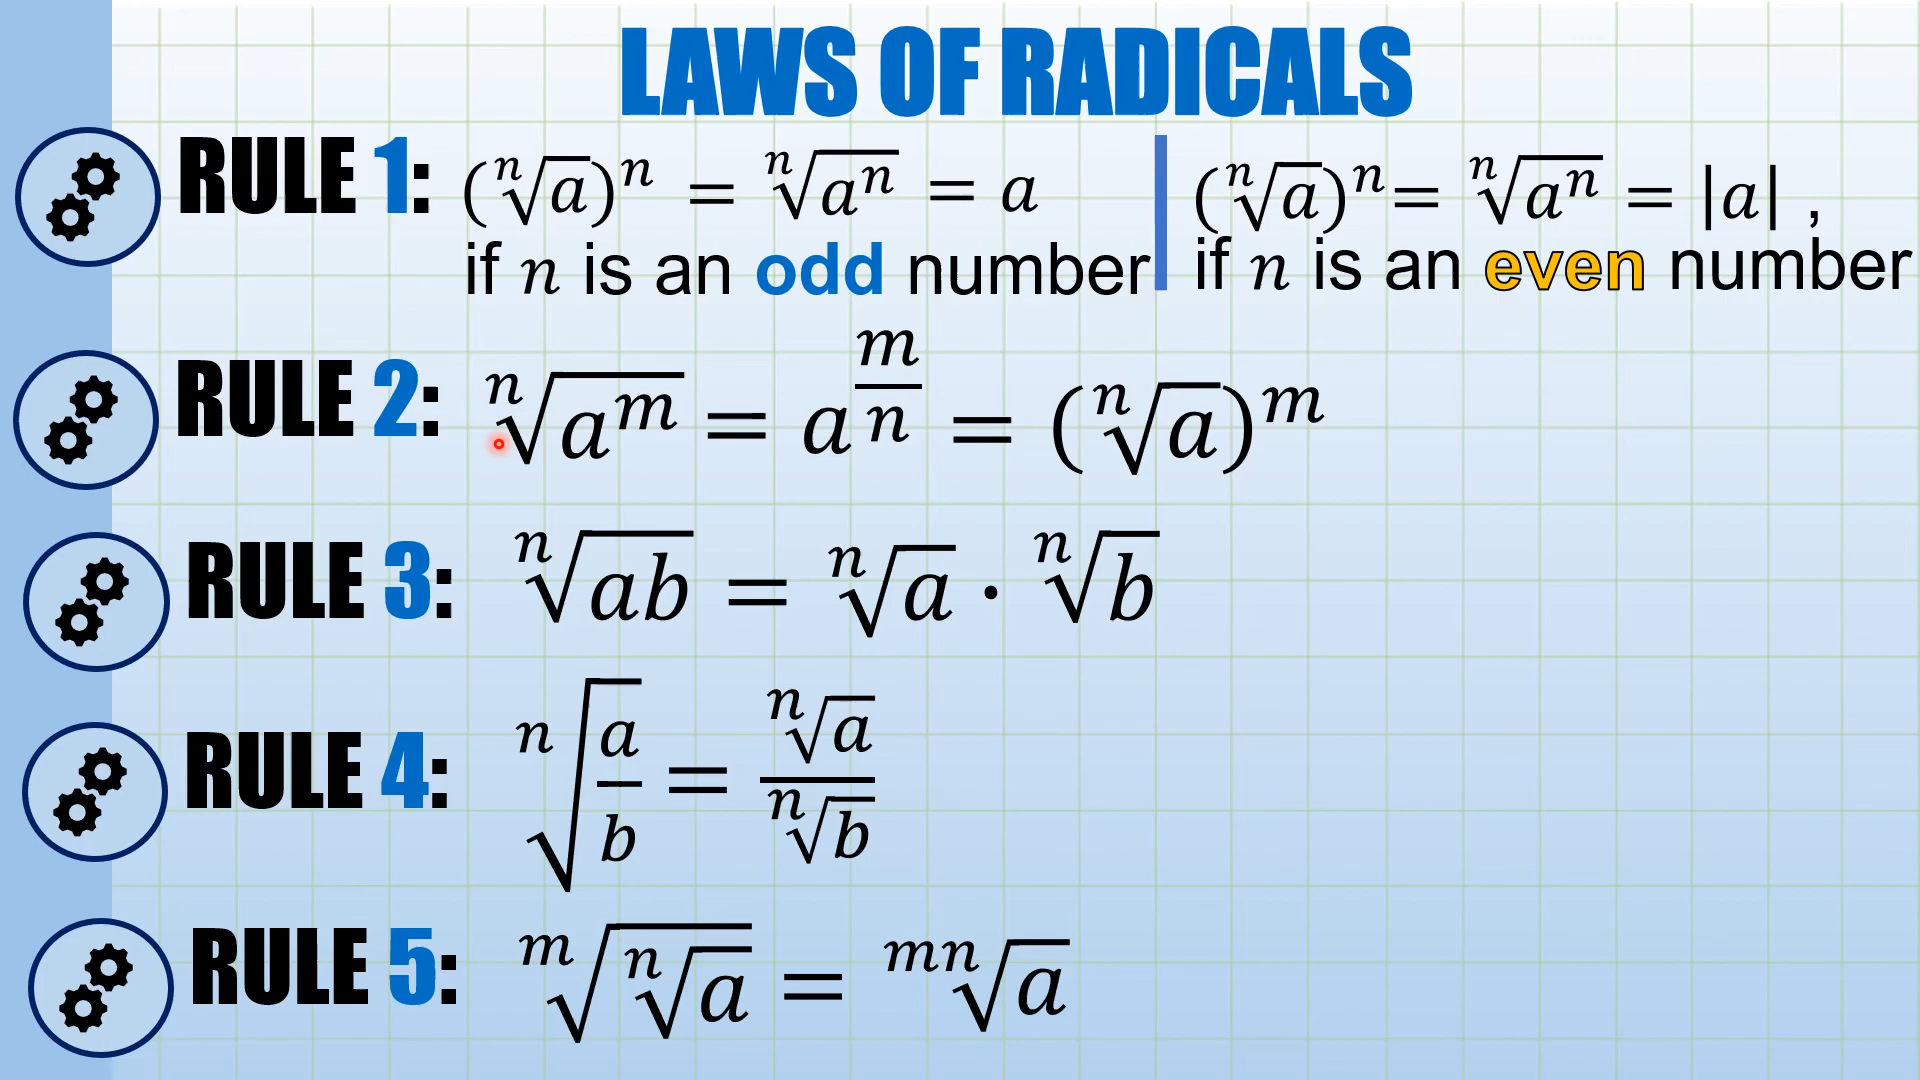 LAWS OF RADICALS
RULE 1: (ⁿ√a)ⁿ = ⁿ√(aⁿ) = a
if n is an odd number
(ⁿ√a)ⁿ = ⁿ√(aⁿ) = |a| ,
if n is an even number
RULE 2: ⁿ√(aᵐ) = a^(m/n) = (ⁿ√a)ᵐ
RULE 3: ⁿ√(ab) = ⁿ√a · ⁿ√b
RULE 4: ⁿ√(a/b) = ⁿ√a / ⁿ√b
RULE 5: ᵐ√(ⁿ√a) = ᵐⁿ√a